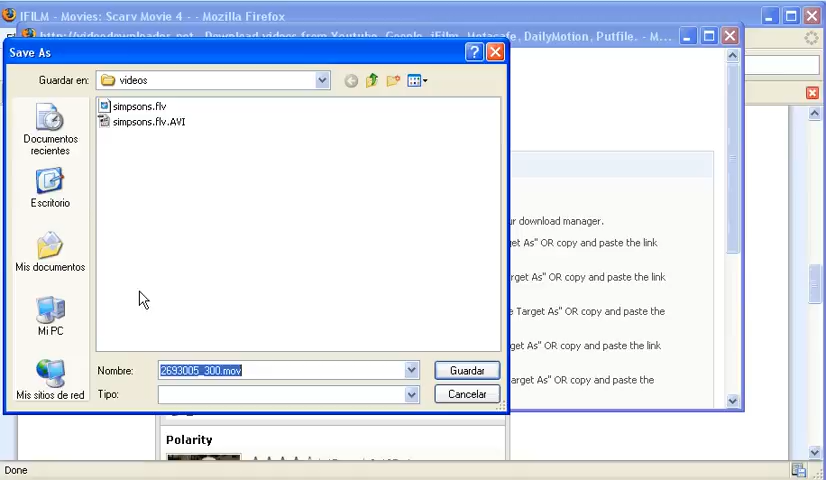 IFILM - Movies: Scary Movie 4 - - Mozilla Firefox
http://videodownloader.net - Download videos from Youtube, Google, iFilm, Metacafe, DailyMotion, Putfile. - M...
Save As
Guardar en:
videos
simpsons.flv
simpsons.flv.AVI
Documentos
recientes
Escritorio
Mis documentos
Mi PC
Mis sitios de red
Nombre:
2693005_300.mov
Guardar
Tipo:
Cancelar
ur download manager.
get As" OR copy and paste the link
rget As" OR copy and paste the link
e Target As" OR copy and paste the
get As" OR copy and paste the link
arget As" OR copy and paste the
Polarity
Done